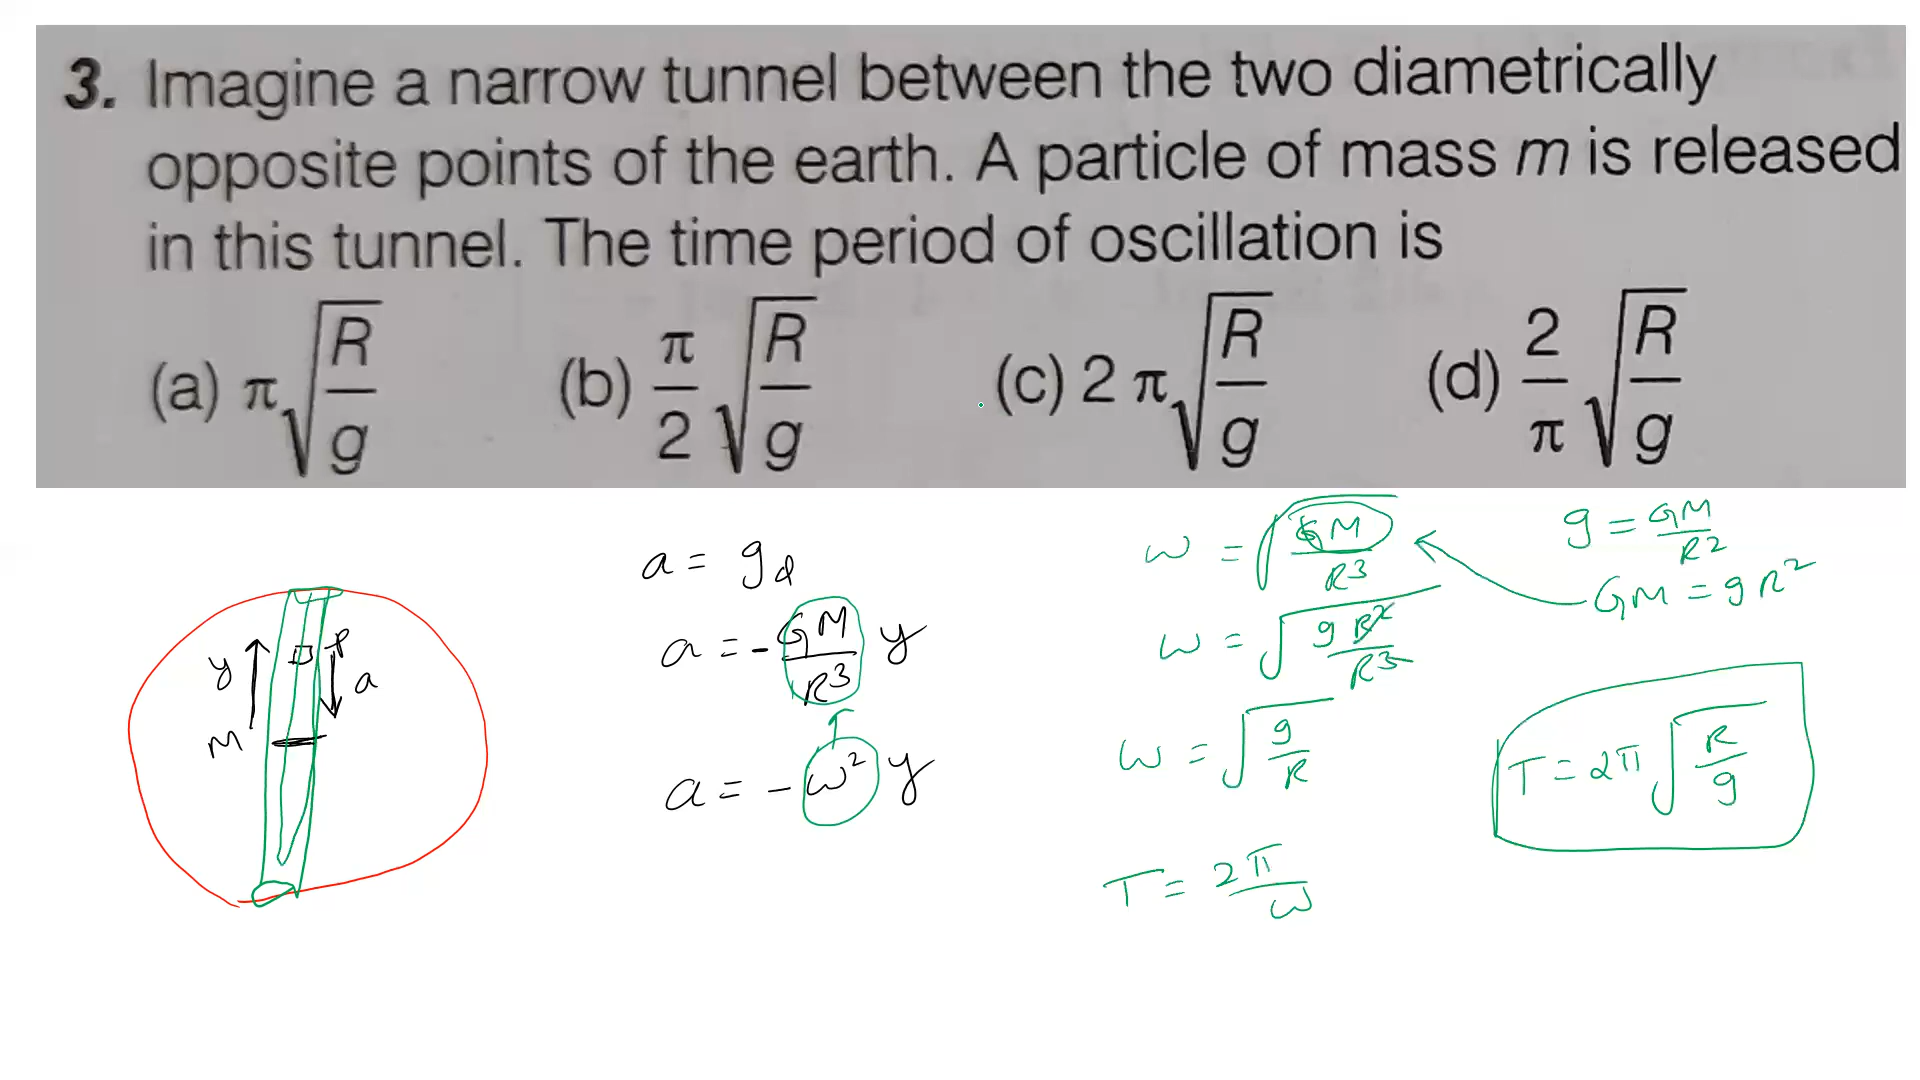 3. Imagine a narrow tunnel between the two diametrically
opposite points of the earth. A particle of mass m is released
in this tunnel. The time period of oscillation is
(a) π√(R/g) (b) π/2 √(R/g) (c) 2π√(R/g) (d) 2/π √(R/g)
y
M
P
a
a = g_d
a = - GM/R³ y
a = - ω² y
ω = √(GM/R³)
ω = √(gR²/R³)
ω = √(g/R)
T = 2π/ω
g = GM/R²
GM = gR²
T = 2π√(R/g)